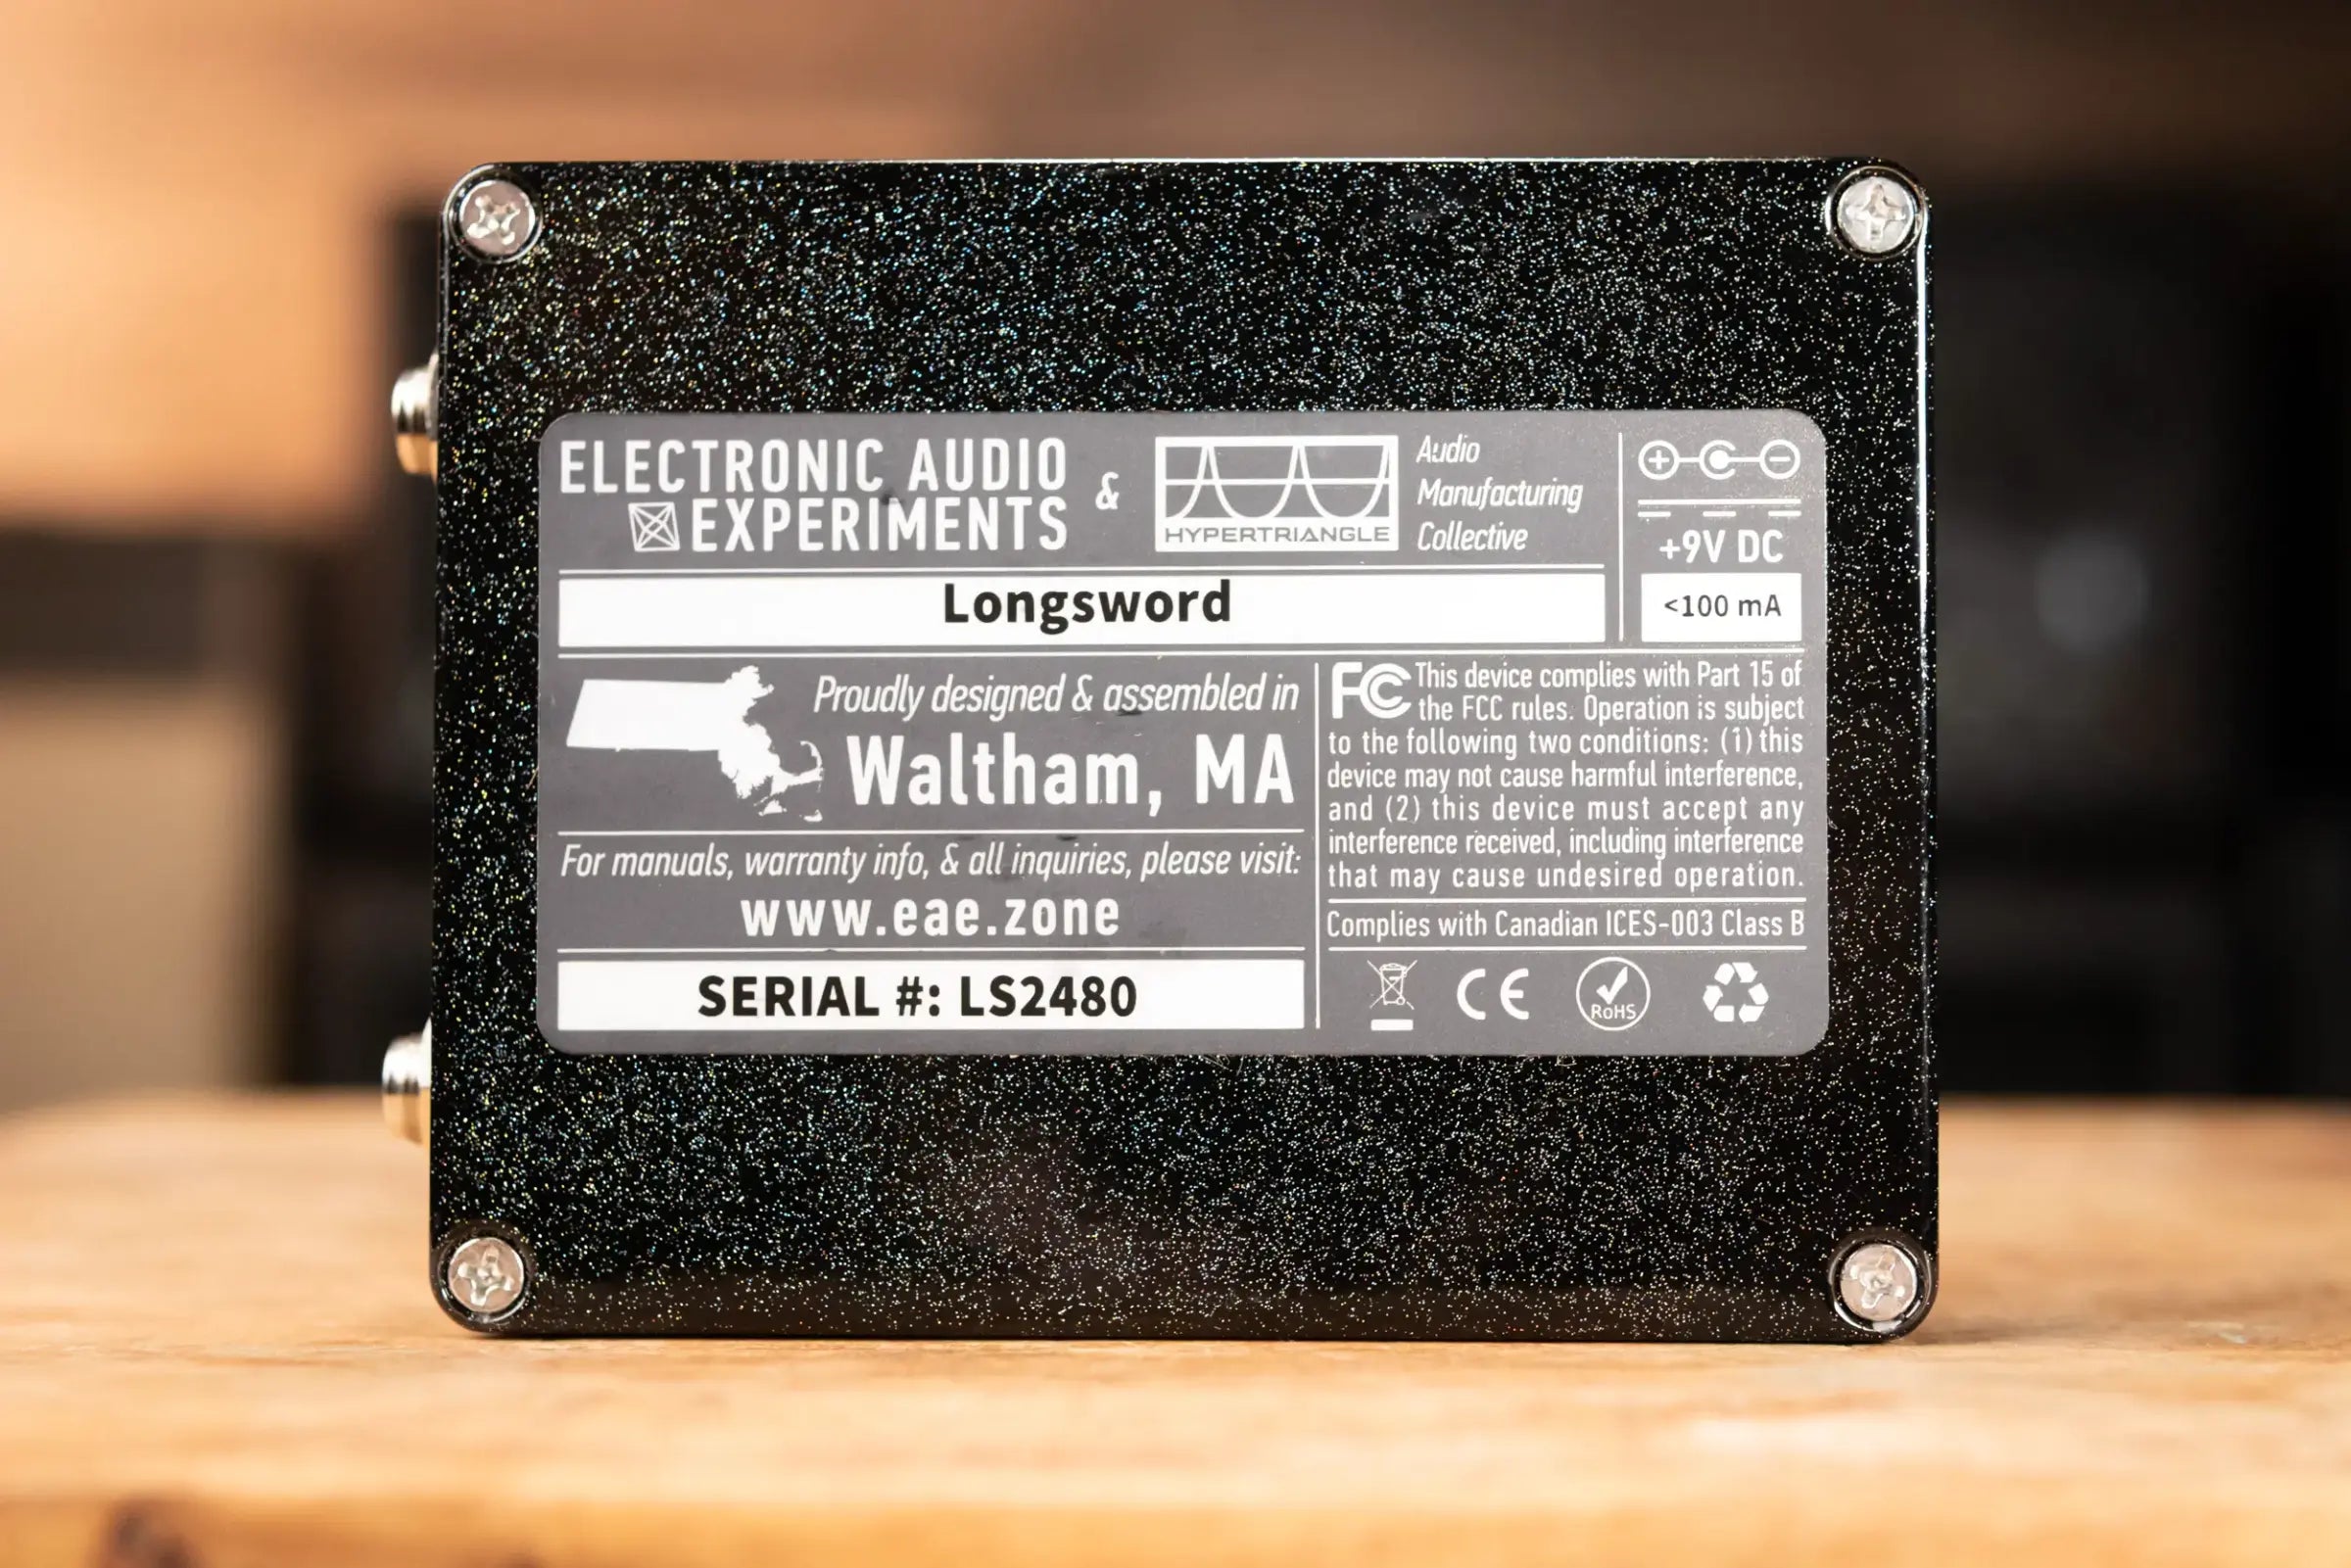 ELECTRONIC AUDIO
EXPERIMENTS
&
HYPERTRIANGLE
Audio
Manufacturing
Collective
+9V DC
<100 mA
Longsword
Proudly designed & assembled in
Waltham, MA
For manuals, warranty info, & all inquiries, please visit:
www.eae.zone
SERIAL #: LS2480
FC This device complies with Part 15 of
the FCC rules. Operation is subject
to the following two conditions: (1) this
device may not cause harmful interference,
and (2) this device must accept any
interference received, including interference
that may cause undesired operation.
Complies with Canadian ICES-003 Class B
CE
RoHS